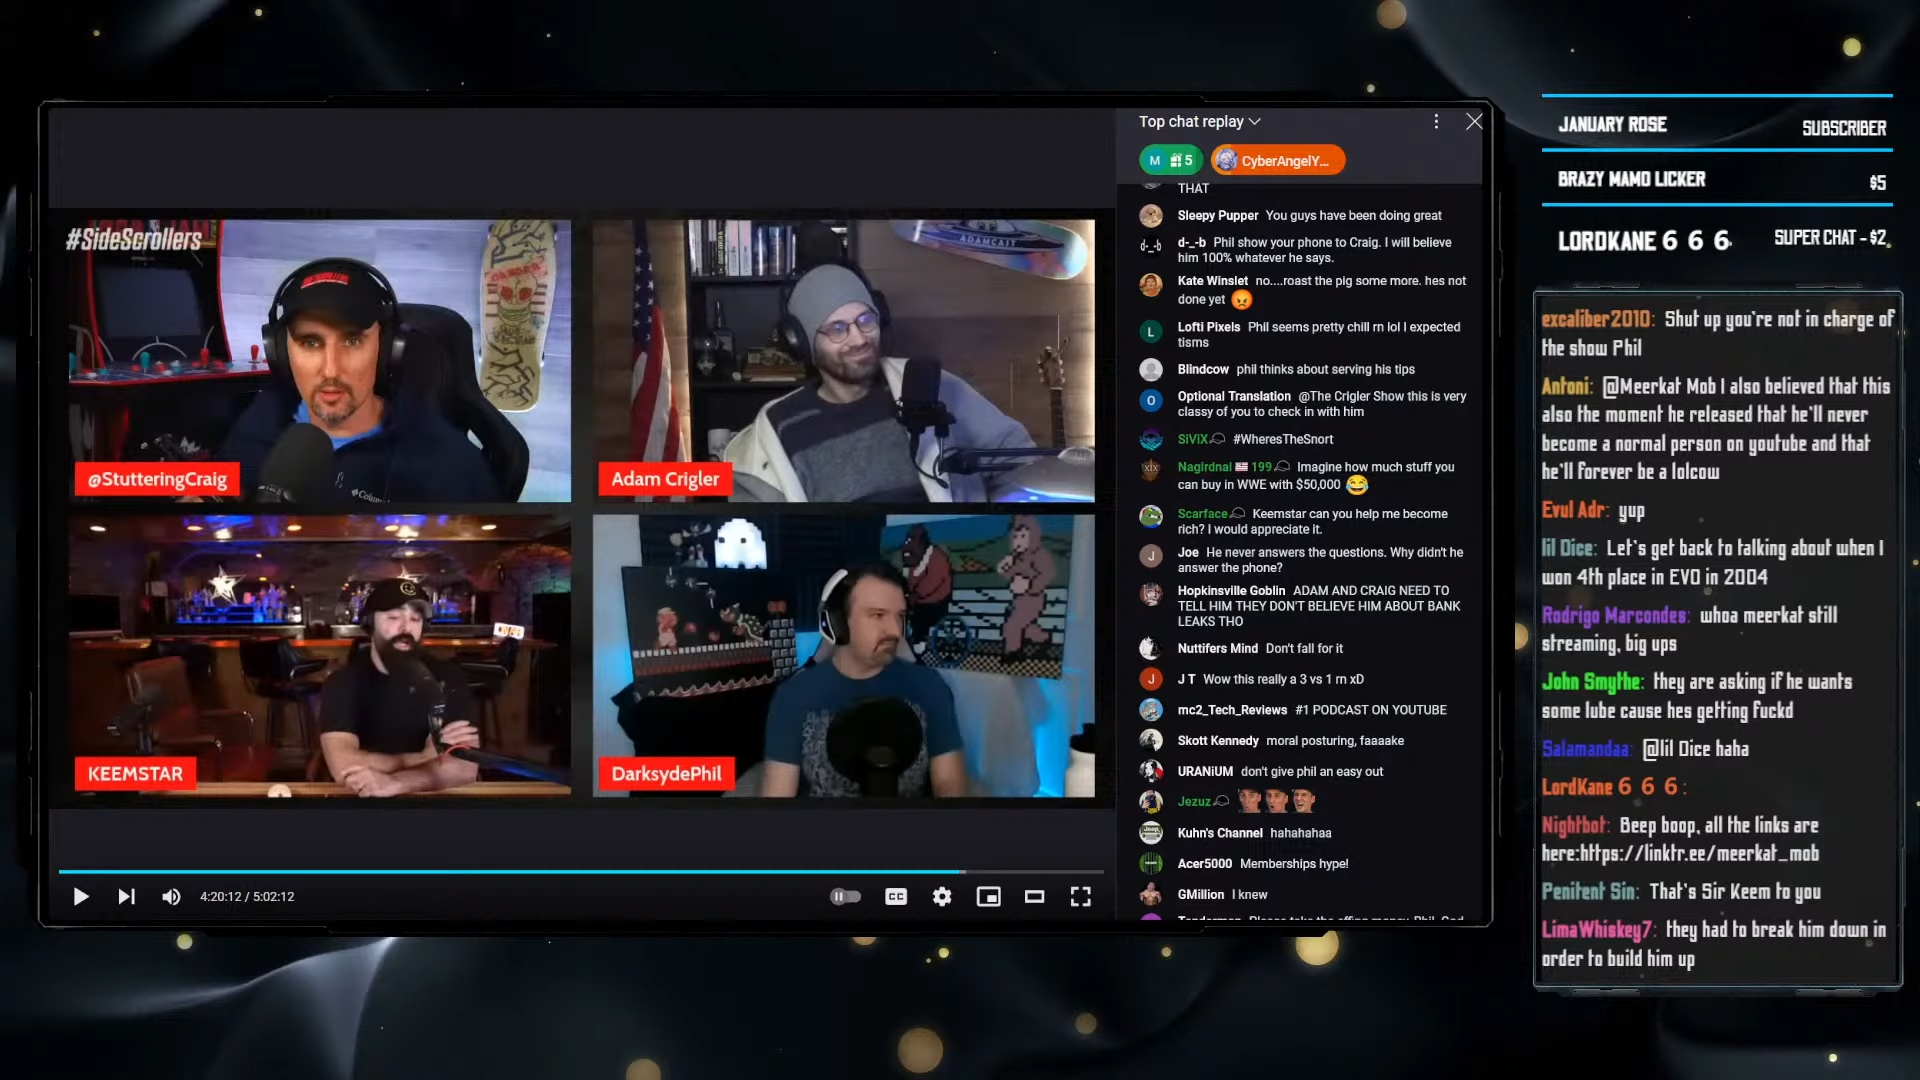 #SideScrollers
ADAMCAST
@StutteringCraig
Adam Crigler
KEEMSTAR
DarksydePhil
4:20:12 / 5:02:12
CC
Top chat replay
M 5
CyberAngelY...
THAT
Sleepy Pupper You guys have been doing great
d-_-b Phil show your phone to Craig. I will believe
him 100% whatever he says.
Kate Winslet no....roast the pig some more. hes not
done yet 😡
L Lofti Pixels Phil seems pretty chill rn lol I expected
tisms
Blindcow phil thinks about serving his tips
O Optional Translation @The Crigler Show this is very
classy of you to check in with him
SiViX #WheresTheSnort
Nagirdnal 🇺🇸 199 Imagine how much stuff you
can buy in WWE with $50,000 😂
Scarface Keemstar can you help me become
rich? I would appreciate it.
J Joe He never answers the questions. Why didn't he
answer the phone?
Hopkinsville Goblin ADAM AND CRAIG NEED TO
TELL HIM THEY DON'T BELIEVE HIM ABOUT BANK
LEAKS THO
Nuttifers Mind Don't fall for it
J J T Wow this really a 3 vs 1 rn xD
mc2_Tech_Reviews #1 PODCAST ON YOUTUBE
Skott Kennedy moral posturing, faaaake
URANiUM don't give phil an easy out
Jezuz
Kuhn's Channel hahahahaa
Acer5000 Memberships hype!
GMillion I knew
JANUARY ROSE SUBSCRIBER
BRAZY MAMO LICKER $5
LORDKANE 6 6 6 SUPER CHAT - $2
excaliber2010: Shut up you're not in charge of
the show Phil
Antoni: @Meerkat Mob I also believed that this
also the moment he released that he'll never
become a normal person on youtube and that
he'll forever be a lolcow
Evul Adr: yup
lil Dice: Let's get back to talking about when I
won 4th place in EVO in 2004
Rodrigo Marcondes: whoa meerkat still
streaming, big ups
John Smythe: they are asking if he wants
some lube cause hes getting fuckd
Salamandaa: @lil Dice haha
LordKane 6 6 6 :
Nightbot: Beep boop, all the links are
here:https://linktr.ee/meerkat_mob
Penitent Sin: That's Sir Keem to you
LimaWhiskey7: they had to break him down in
order to build him up